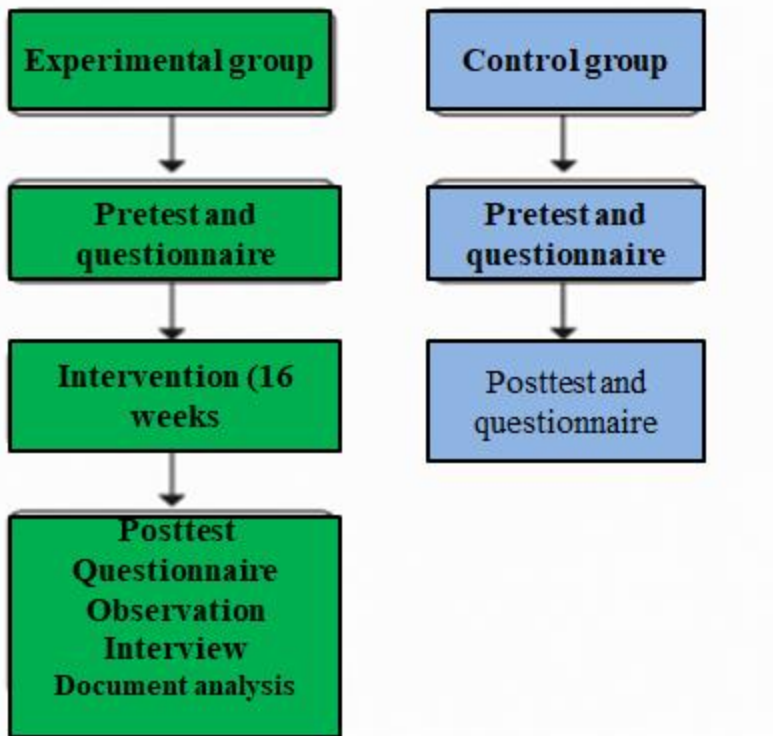 Experimental group
Pretest and
questionnaire
Intervention (16
weeks
Posttest
Questionnaire
Observation
Interview
Document analysis
Control group
Pretest and
questionnaire
Posttest and
questionnaire